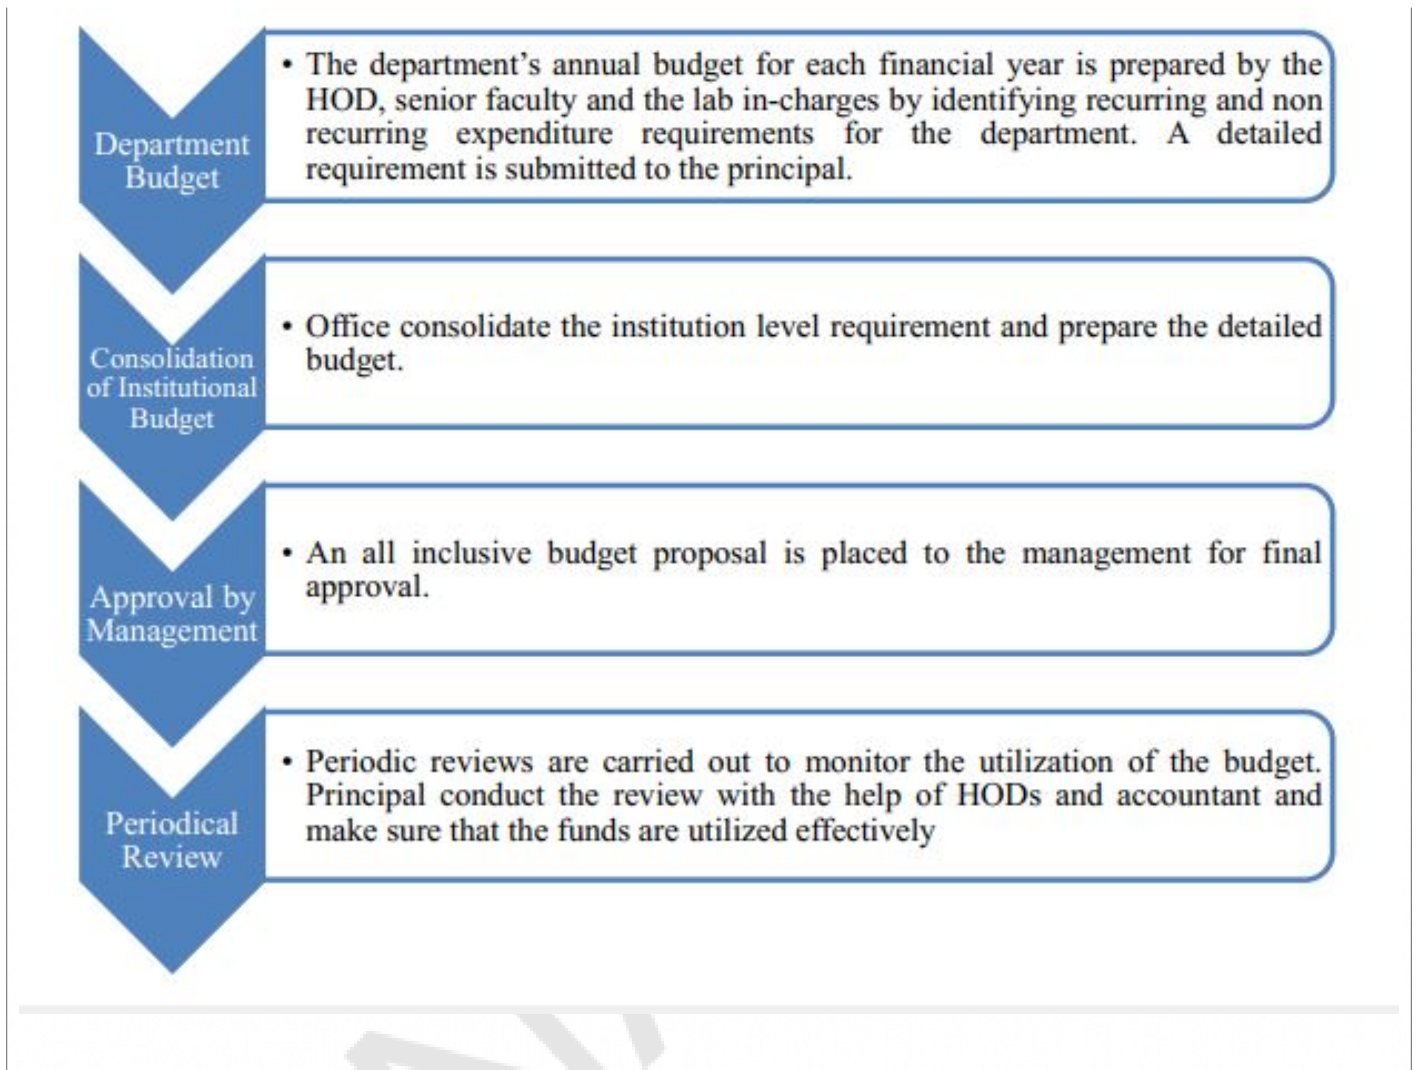 Department
Budget
• The department’s annual budget for each financial year is prepared by the
HOD, senior faculty and the lab in-charges by identifying recurring and non
recurring expenditure requirements for the department. A detailed
requirement is submitted to the principal.
Consolidation
of Institutional
Budget
• Office consolidate the institution level requirement and prepare the detailed
budget.
Approval by
Management
• An all inclusive budget proposal is placed to the management for final
approval.
Periodical
Review
• Periodic reviews are carried out to monitor the utilization of the budget.
Principal conduct the review with the help of HODs and accountant and
make sure that the funds are utilized effectively